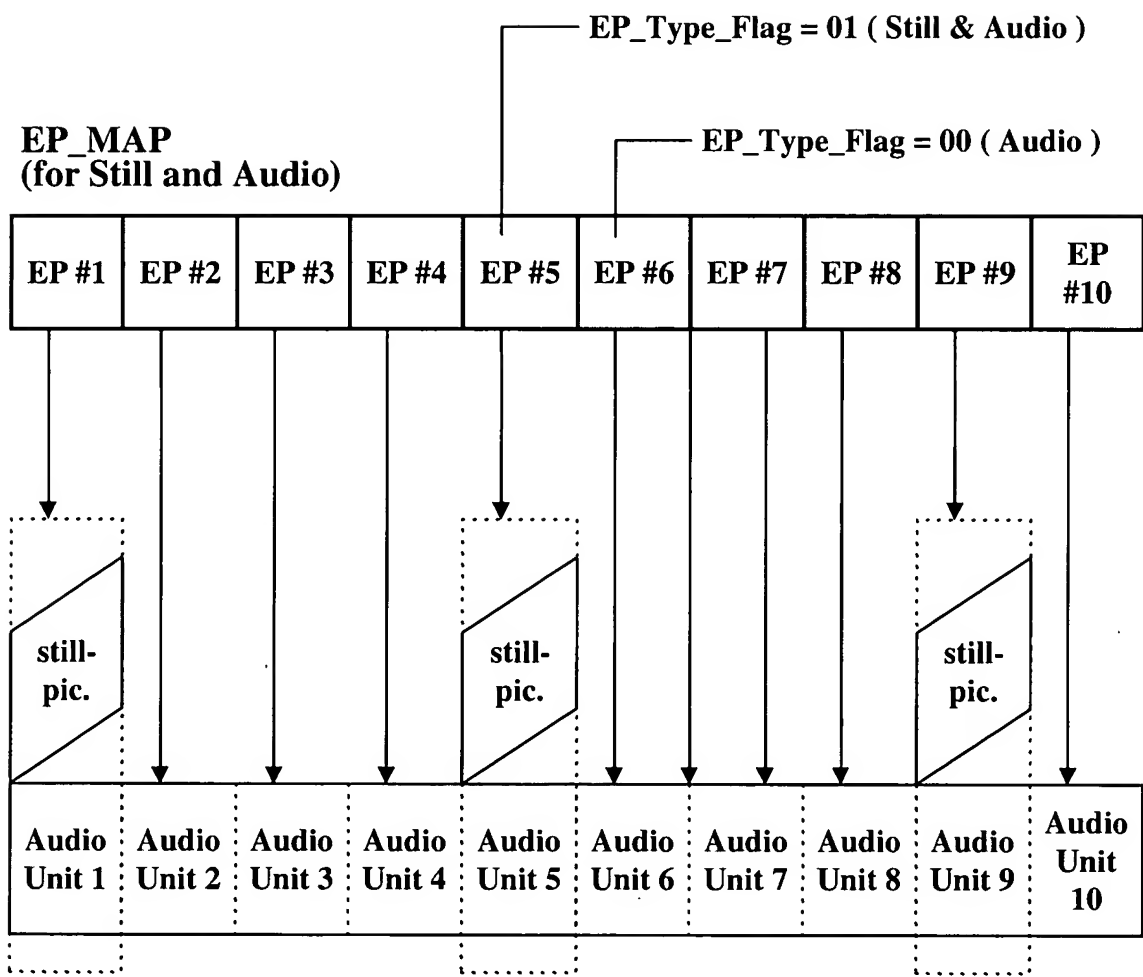 EP_Type_Flag = 01 ( Still & Audio )
EP_Type_Flag = 00 ( Audio )
EP_MAP
(for Still and Audio)
EP #1
EP #2
EP #3
EP #4
EP #5
EP #6
EP #7
EP #8
EP #9
EP
#10
still-
pic.
still-
pic.
still-
pic.
Audio
Unit 1
Audio
Unit 2
Audio
Unit 3
Audio
Unit 4
Audio
Unit 5
Audio
Unit 6
Audio
Unit 7
Audio
Unit 8
Audio
Unit 9
Audio
Unit
10